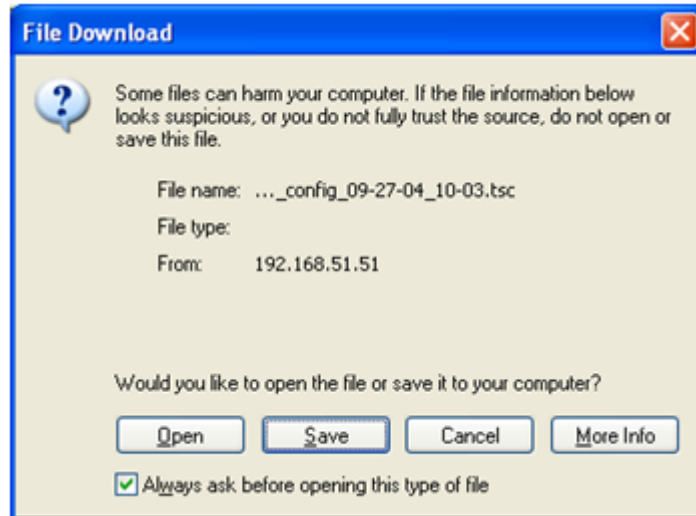 File Download
Some files can harm your computer. If the file information below
looks suspicious, or you do not fully trust the source, do not open or
save this file.
File name: ..._config_09-27-04_10-03.tsc
File type:
From: 192.168.51.51
Would you like to open the file or save it to your computer?
Open Save Cancel More Info
Always ask before opening this type of file